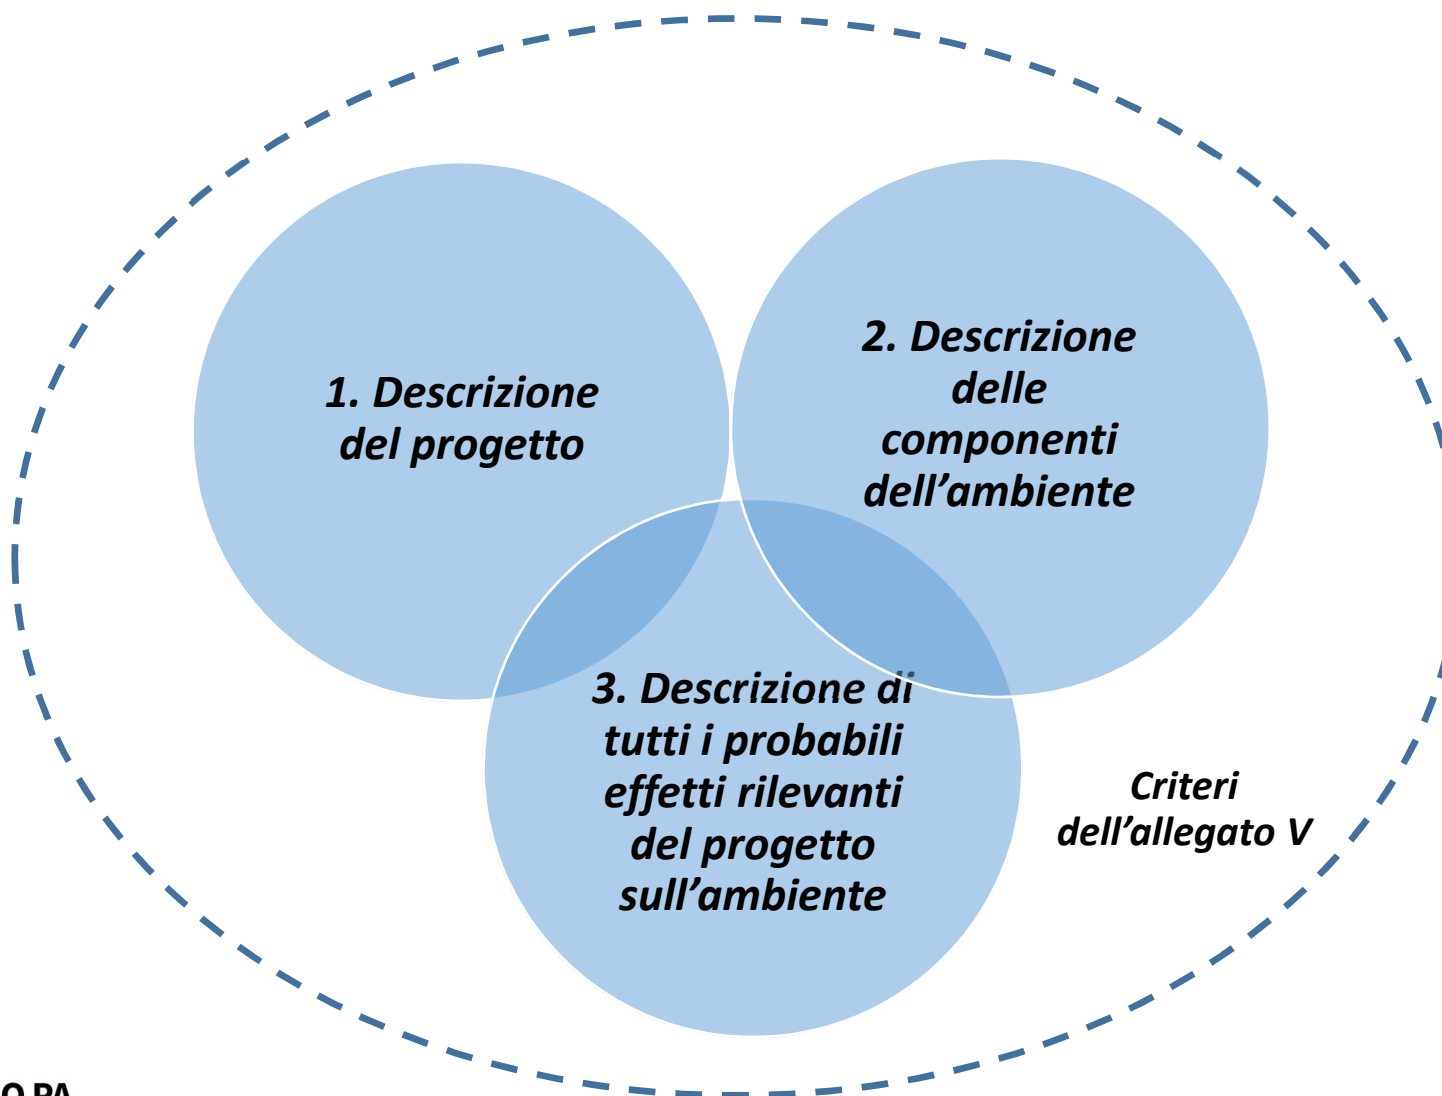 1. Descrizione
del progetto
2. Descrizione
delle
componenti
dell’ambiente
3. Descrizione di
tutti i probabili
effetti rilevanti
del progetto
sull’ambiente
Criteri
dell’allegato V